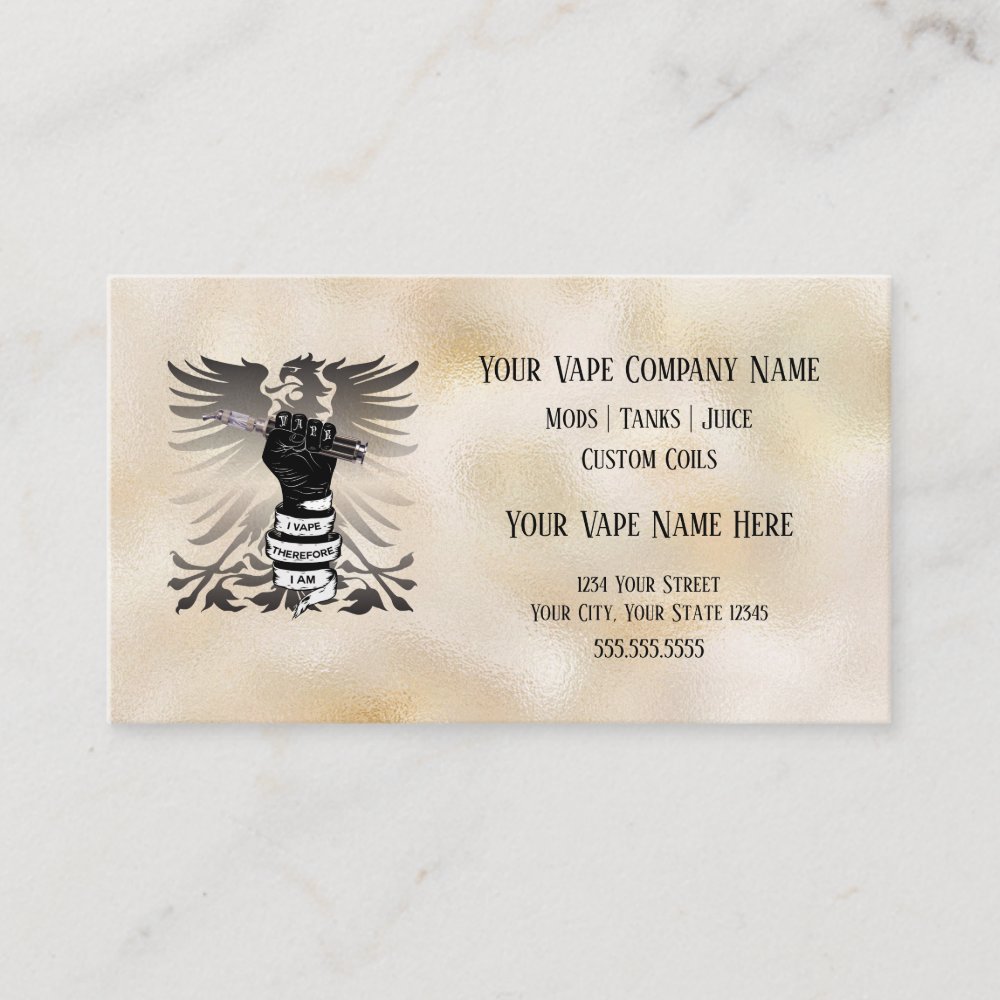 VAPE
I VAPE
THEREFORE
I AM
Your Vape Company Name
Mods | Tanks | Juice
Custom Coils
Your Vape Name Here
1234 Your Street
Your City, Your State 12345
555.555.5555